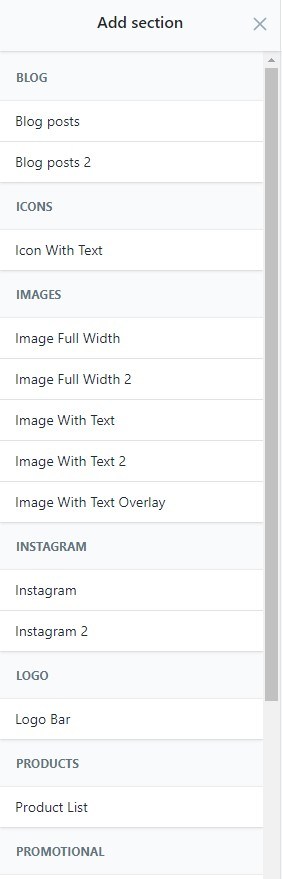 Add section
BLOG
Blog posts
Blog posts 2
ICONS
Icon With Text
IMAGES
Image Full Width
Image Full Width 2
Image With Text
Image With Text 2
Image With Text Overlay
INSTAGRAM
Instagram
Instagram 2
LOGO
Logo Bar
PRODUCTS
Product List
PROMOTIONAL